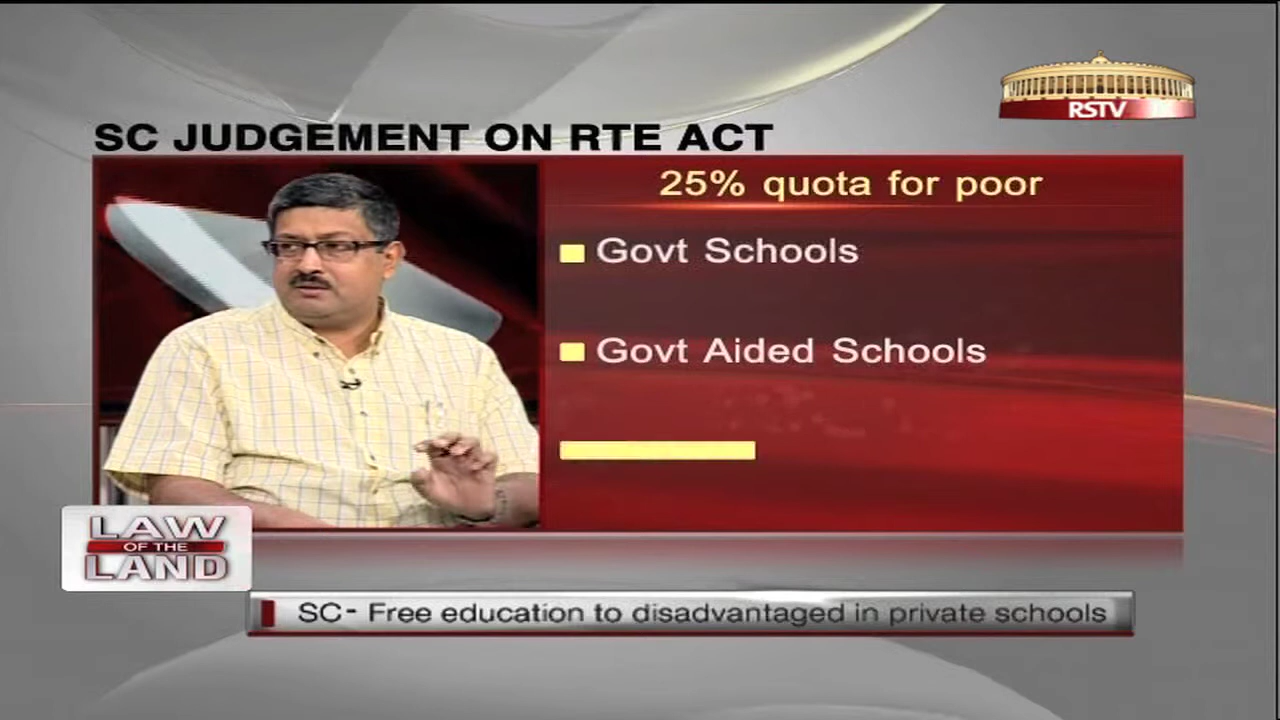 RSTV
SC JUDGEMENT ON RTE ACT
25% quota for poor
Govt Schools
Govt Aided Schools
LAW
OF THE
LAND
SC- Free education to disadvantaged in private schools